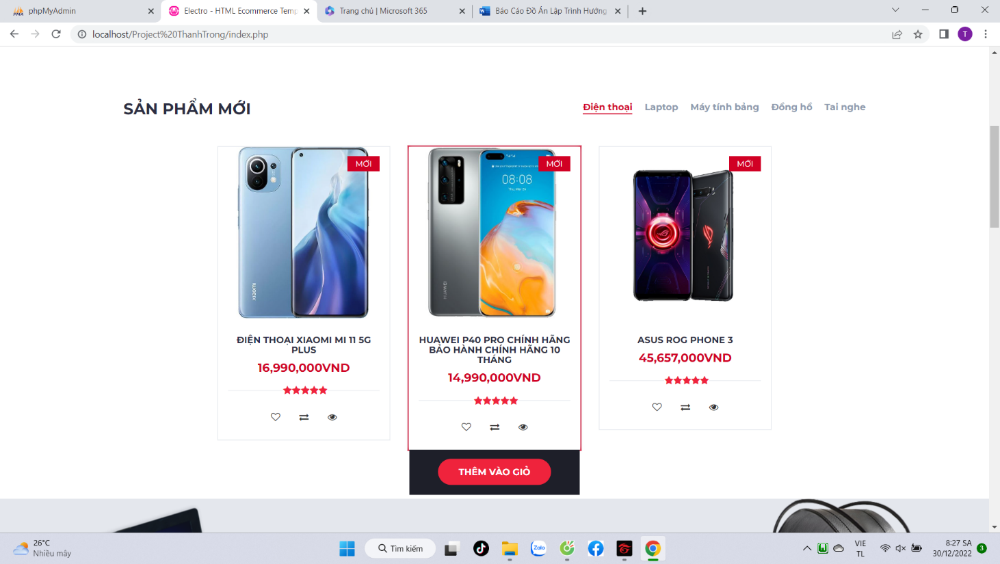 phpMyAdmin
Electro - HTML Ecommerce Temp
Trang chủ | Microsoft 365
Báo Cáo Đồ Án Lập Trình Hướng
localhost/Project%20ThanhTrong/index.php
T
SẢN PHẨM MỚI
Điện thoại
Laptop
Máy tính bảng
Đồng hồ
Tai nghe
MỚI
xiaomi
ĐIỆN THOẠI XIAOMI MI 11 5G
PLUS
16,990,000VND
MỚI
08:08
HUAWEI
HUAWEI P40 PRO CHÍNH HÃNG
BẢO HÀNH CHÍNH HÃNG 10
THÁNG
14,990,000VND
THÊM VÀO GIỎ
MỚI
ASUS ROG PHONE 3
45,657,000VND
26°C
Nhiều mây
Tìm kiếm
Zalo
VIE
TL
8:27 SA
30/12/2022
3